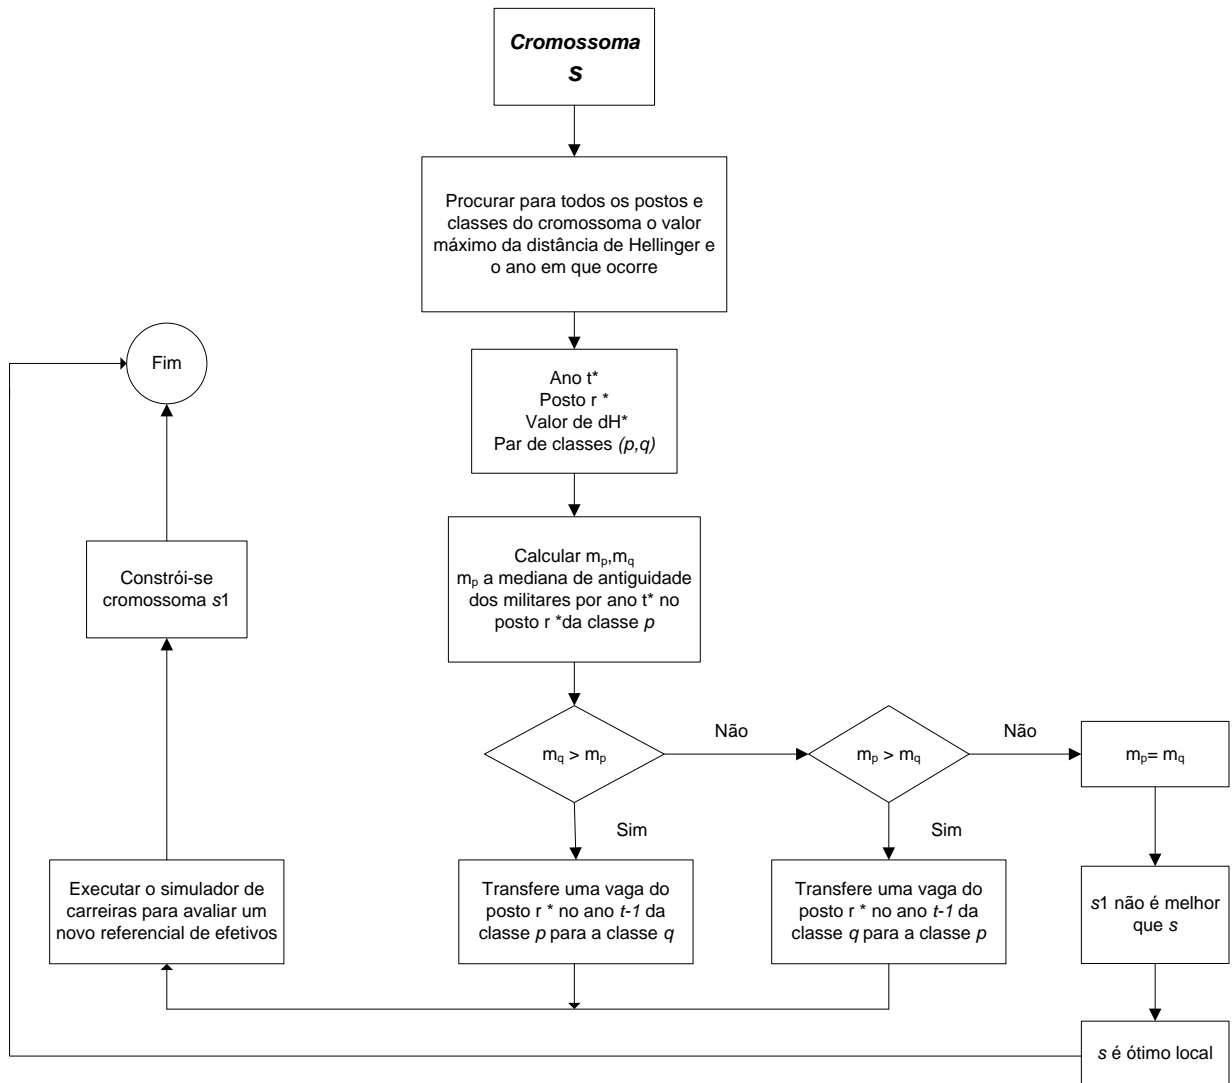 Cromossoma
s
Procurar para todos os postos e
classes do cromossoma o valor
máximo da distância de Hellinger e
o ano em que ocorre
Fim
Ano t*
Posto r *
Valor de dH*
Par de classes (p,q)
Calcular mp,mq
mp a mediana de antiguidade
dos militares por ano t* no
posto r *da classe p
Constrói-se
cromossoma s1
mq > mp
Não
mp > mq
Não
mp= mq
Sim
Sim
Executar o simulador de
carreiras para avaliar um
novo referencial de efetivos
Transfere uma vaga do
posto r * no ano t-1 da
classe p para a classe q
Transfere uma vaga do
posto r * no ano t-1 da
classe q para a classe p
s1 não é melhor
que s
s é ótimo local